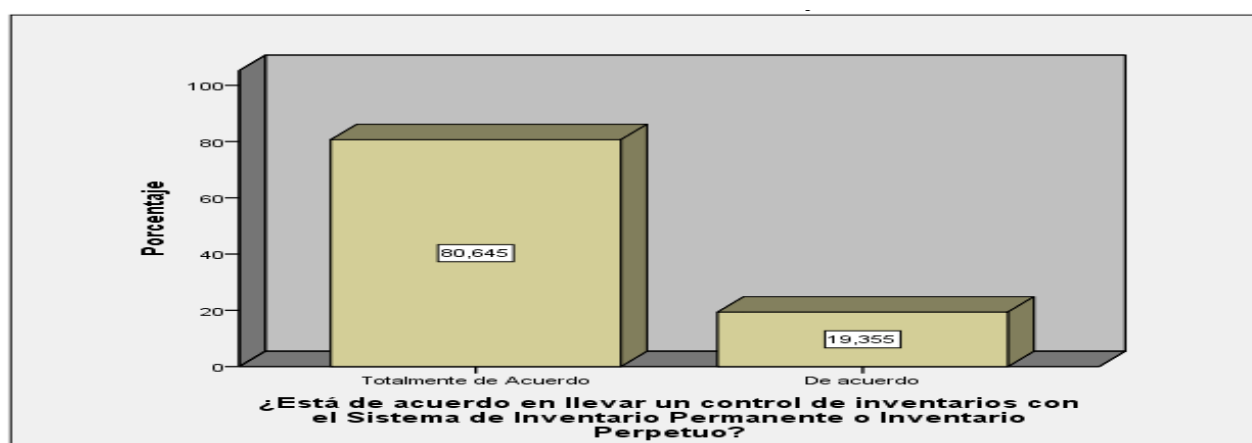 Porcentaje
100
80
60
40
20
0
80,645
19,355
Totalmente de Acuerdo
De acuerdo
¿Está de acuerdo en llevar un control de inventarios con
el Sistema de Inventario Permanente o Inventario
Perpetuo?